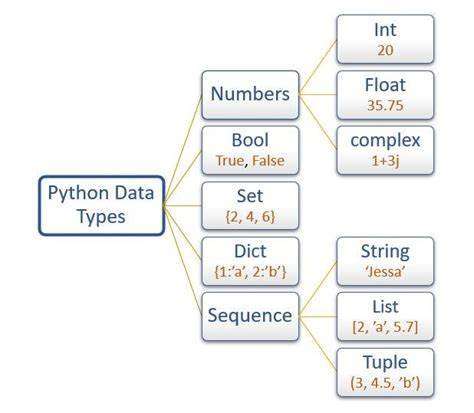 Python Data
Types
Numbers
Int
20
Float
35.75
complex
1+3j
Bool
True, False
Set
{2, 4, 6}
Dict
{1:’a’, 2:’b’}
Sequence
String
‘Jessa’
List
[2, ’a’, 5.7]
Tuple
(3, 4.5, ’b’)